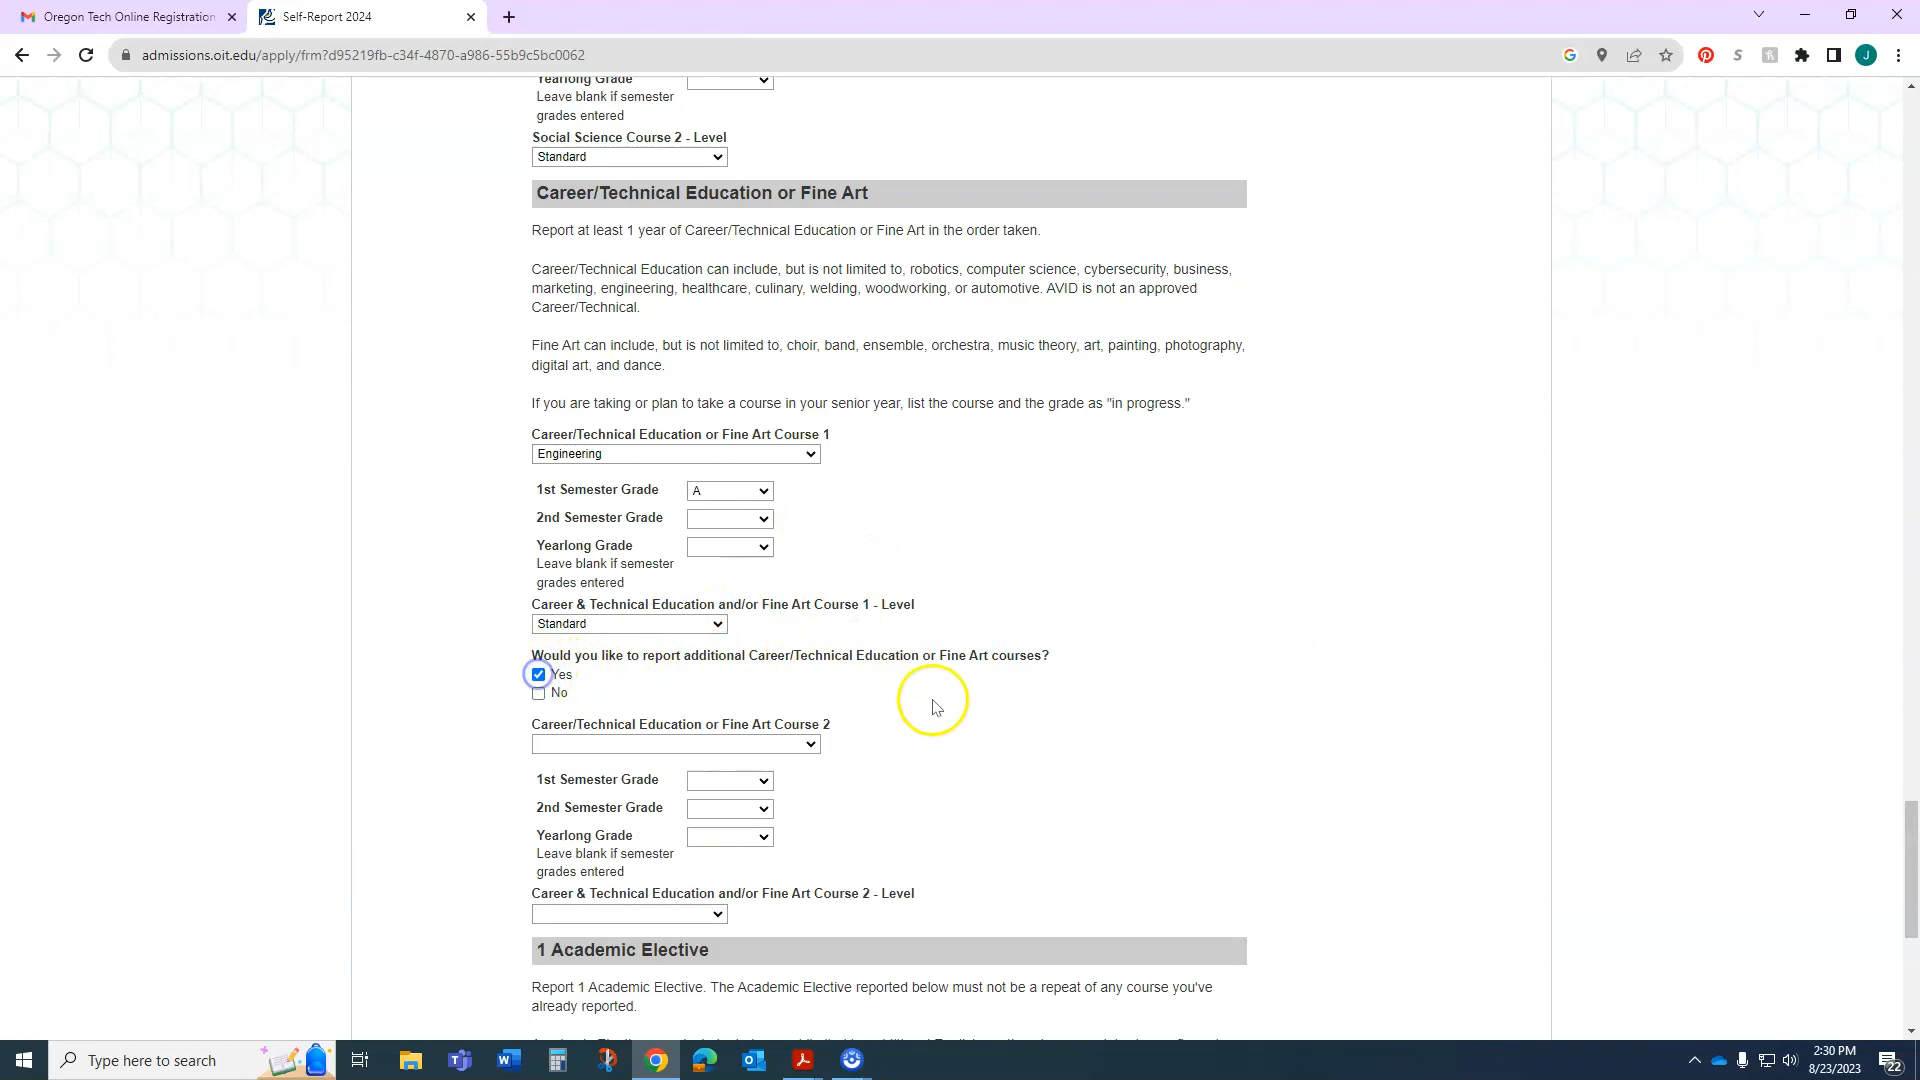 Oregon Tech Online Registration
Self-Report 2024
admissions.oit.edu/apply/frm?d95219fb-c34f-4870-a986-55b9c5bc0062
J
Yearlong Grade
Leave blank if semester
grades entered
Social Science Course 2 - Level
Standard
Career/Technical Education or Fine Art
Report at least 1 year of Career/Technical Education or Fine Art in the order taken.
Career/Technical Education can include, but is not limited to, robotics, computer science, cybersecurity, business,
marketing, engineering, healthcare, culinary, welding, woodworking, or automotive. AVID is not an approved
Career/Technical.
Fine Art can include, but is not limited to, choir, band, ensemble, orchestra, music theory, art, painting, photography,
digital art, and dance.
If you are taking or plan to take a course in your senior year, list the course and the grade as "in progress."
Career/Technical Education or Fine Art Course 1
Engineering
1st Semester Grade A
2nd Semester Grade
Yearlong Grade
Leave blank if semester
grades entered
Career & Technical Education and/or Fine Art Course 1 - Level
Standard
Would you like to report additional Career/Technical Education or Fine Art courses?
Yes
No
Career/Technical Education or Fine Art Course 2
1st Semester Grade
2nd Semester Grade
Yearlong Grade
Leave blank if semester
grades entered
Career & Technical Education and/or Fine Art Course 2 - Level
1 Academic Elective
Report 1 Academic Elective. The Academic Elective reported below must not be a repeat of any course you've
already reported.
Type here to search
2:30 PM
8/23/2023
22